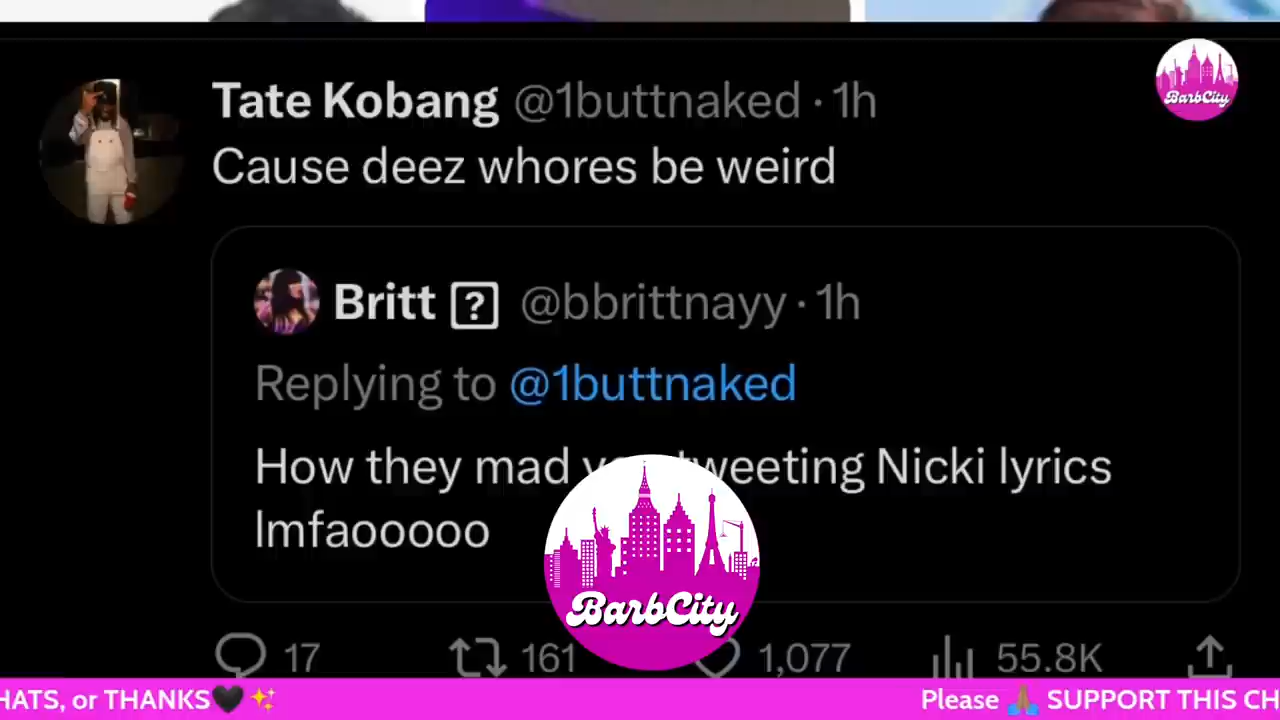 BarbCity
Tate Kobang @1buttnaked · 1h
Cause deez whores be weird
Britt @bbrittnayy · 1h
Replying to @1buttnaked
How they mad tweeting Nicki lyrics
lmfaooooo
BarbCity
17 161 1,077 55.8K
HATS, or THANKS🖤✨ Please 🙏🏽 SUPPORT THIS CH